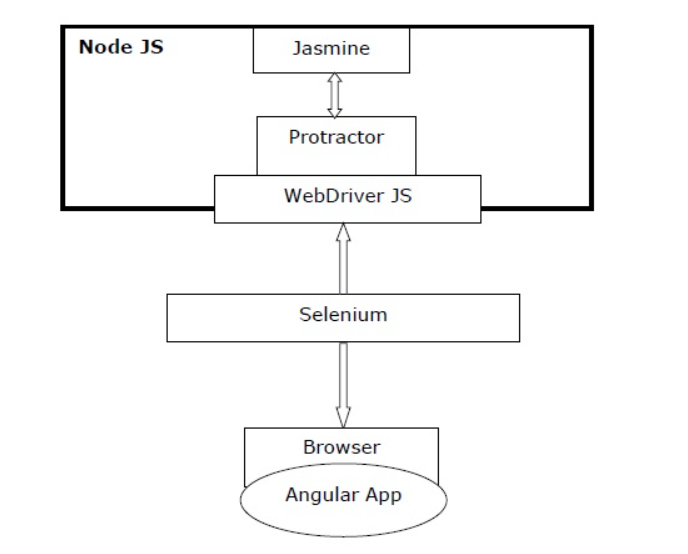 Node JS
Jasmine
Protractor
WebDriver JS
Selenium
Browser
Angular App